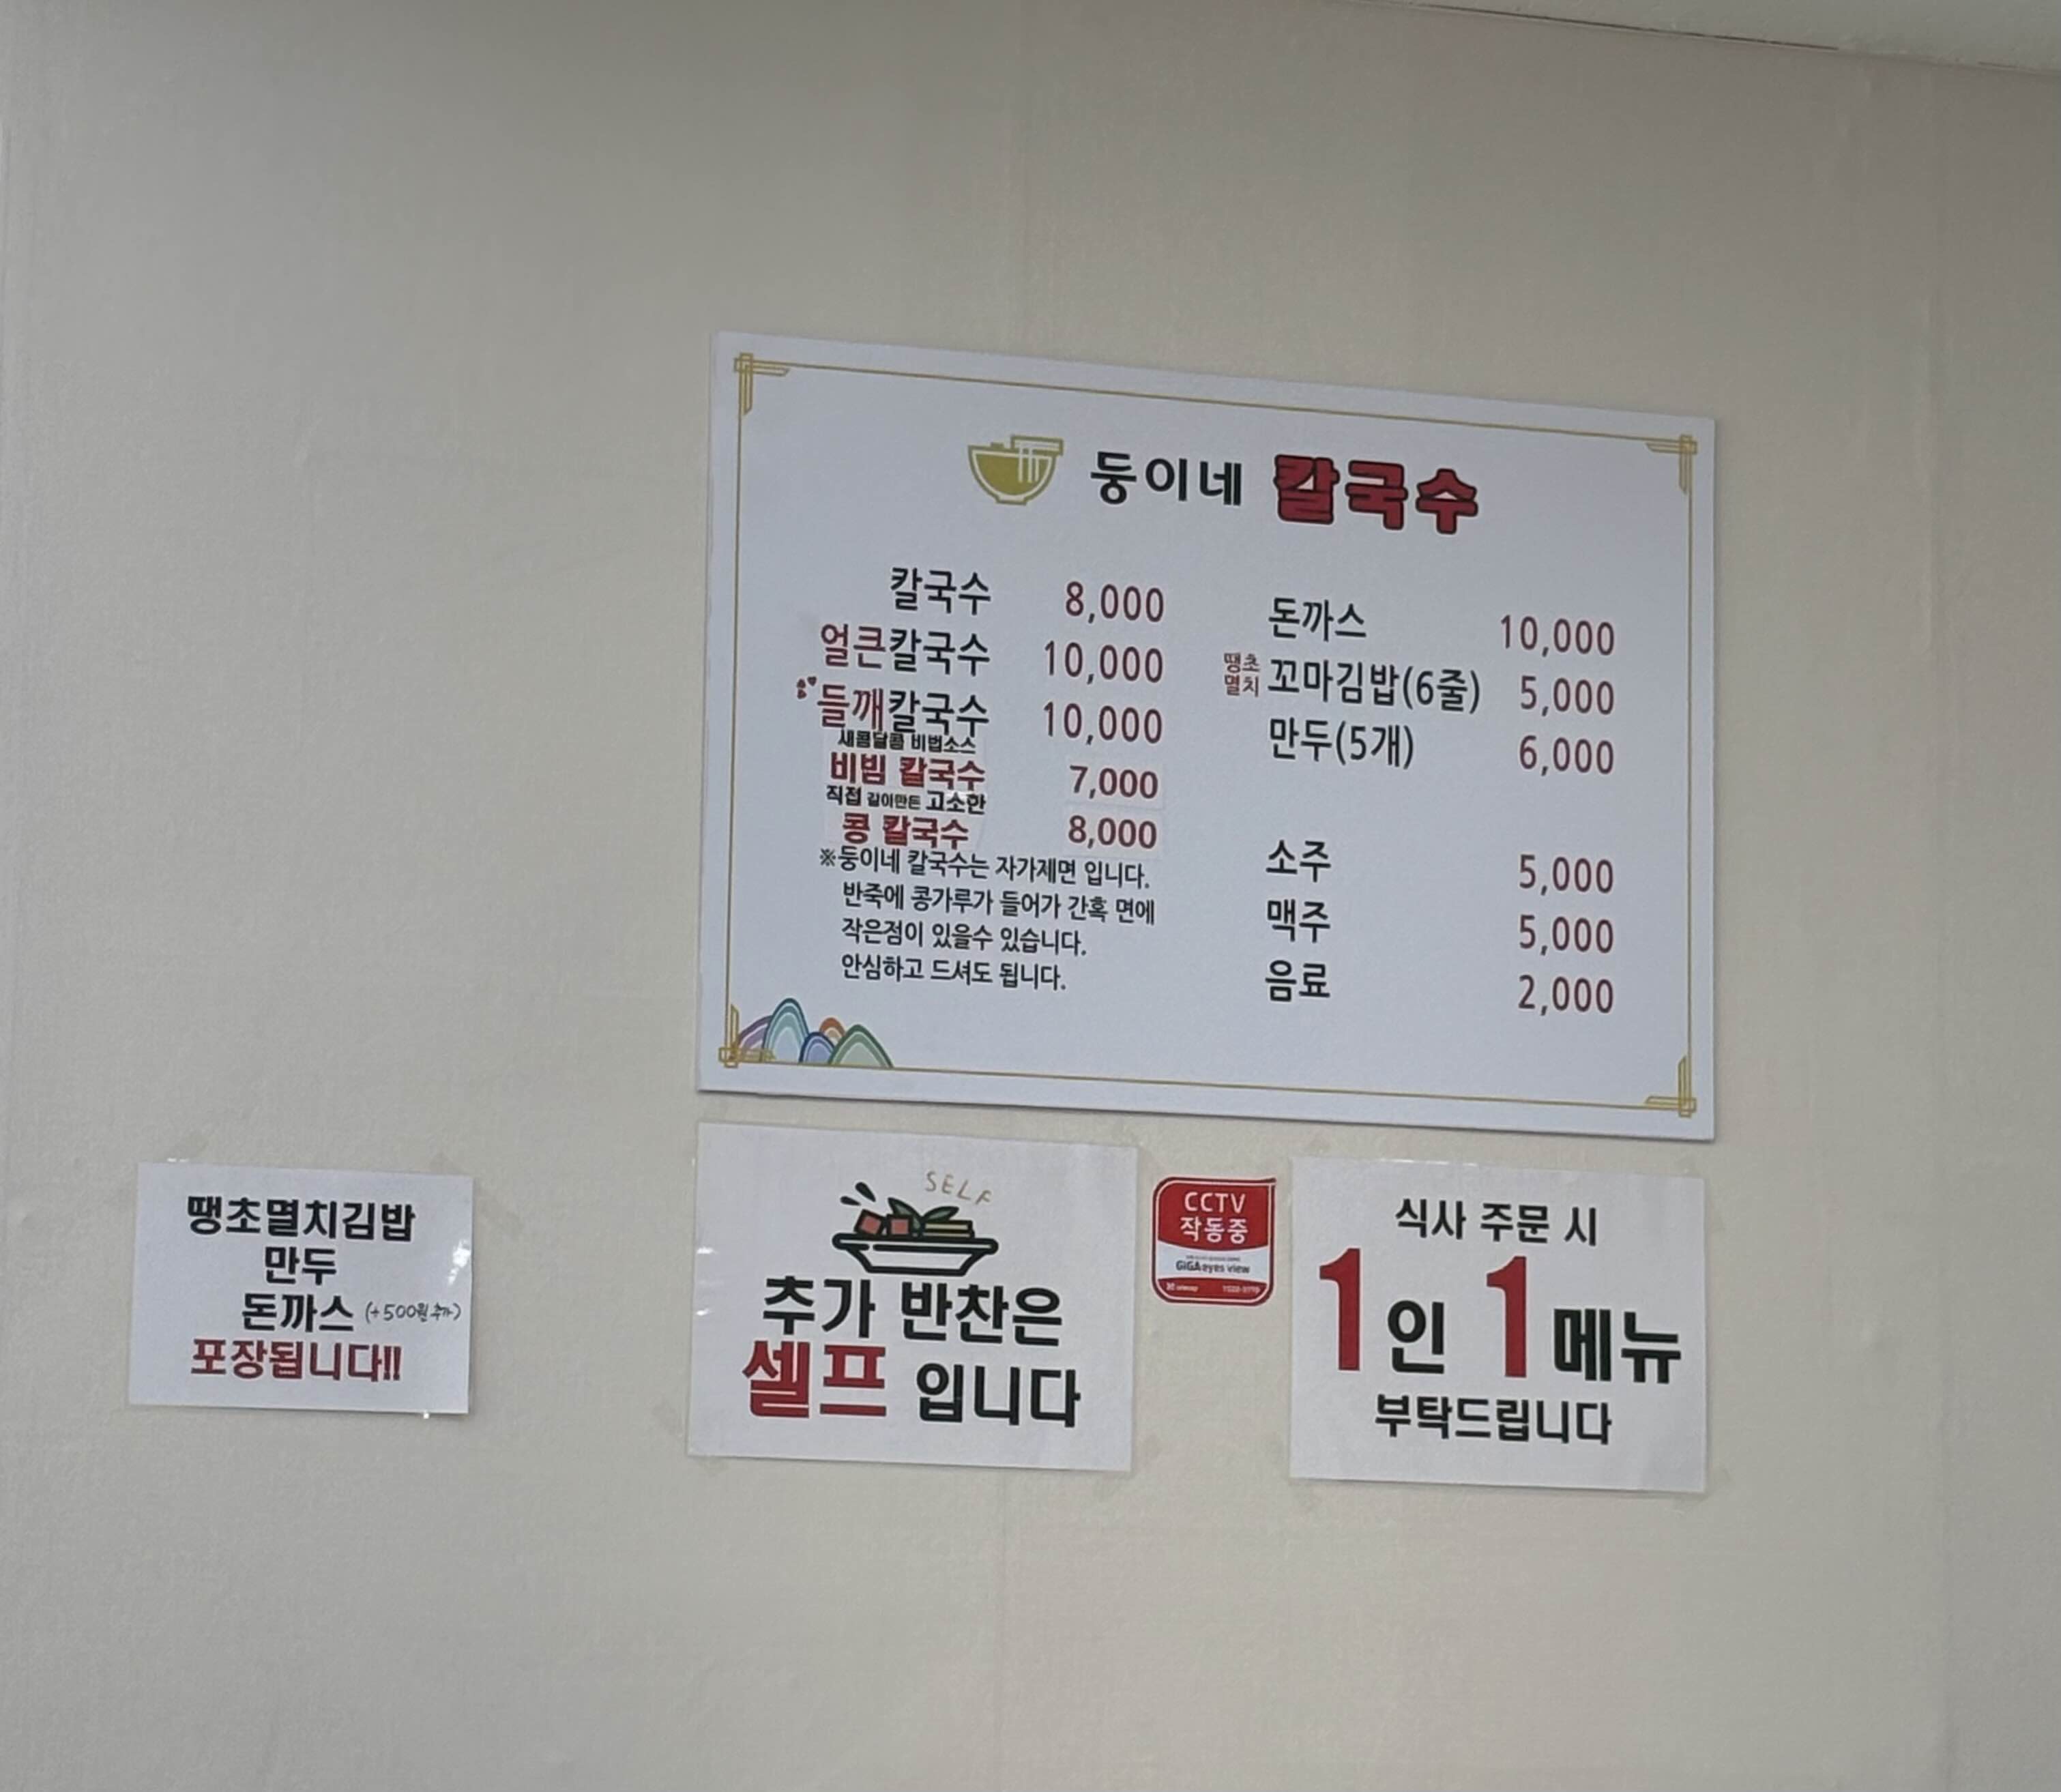 둥이네 칼국수
칼국수 8,000
얼큰칼국수 10,000
들깨칼국수 10,000
새콤달콤 비법소스
비빔 칼국수 7,000
직접 갈아만든 고소한
콩 칼국수 8,000
※둥이네 칼국수는 자가제면 입니다.
반죽에 콩가루가 들어가 간혹 면에
작은점이 있을수 있습니다.
안심하고 드셔도 됩니다.
돈까스 10,000
땡초
멸치 꼬마김밥(6줄) 5,000
만두(5개) 6,000
소주 5,000
맥주 5,000
음료 2,000
땡초멸치김밥
만두
돈까스 (+500원 추가)
포장됩니다!!
SELF
추가 반찬은
셀프 입니다
CCTV
작동중
GiGAeyes view
식사 주문 시
1인 1메뉴
부탁드립니다